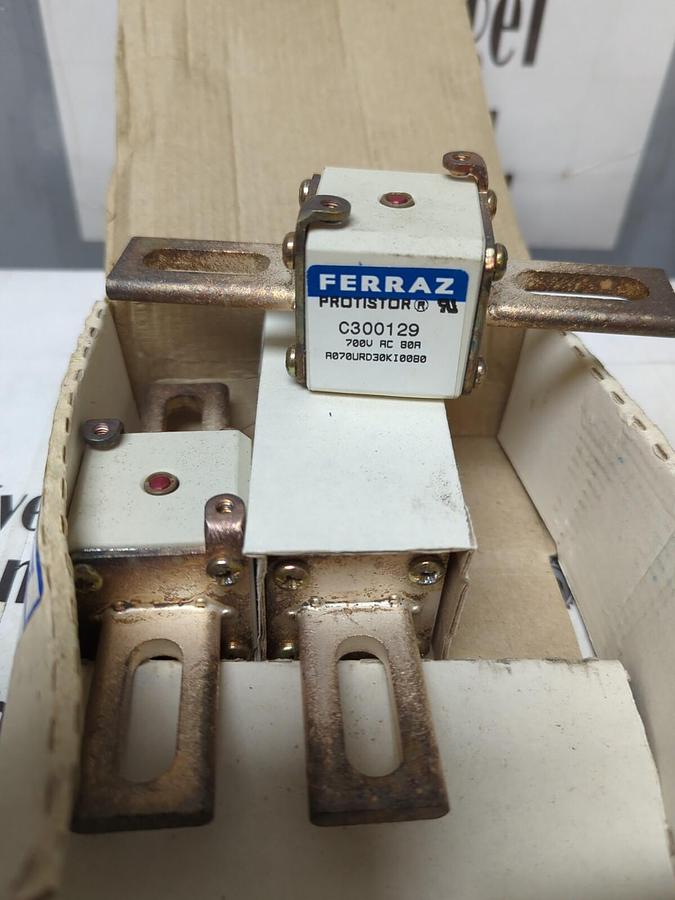 FERRAZ
PROTISTOR®
C300129
700V AC 80A
A070URD30KI0080